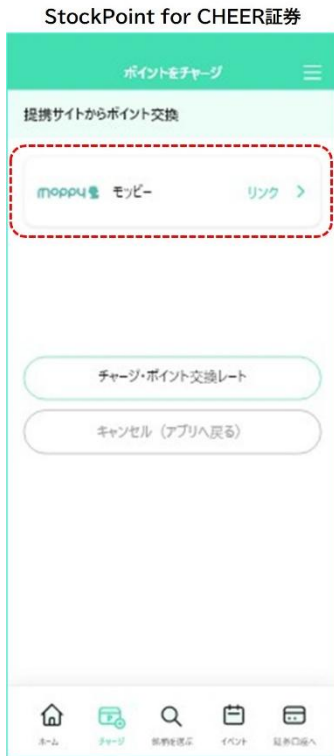 StockPoint for CHEER証券
ポイントをチャージ
提携サイトからポイント交換
moppy モッピー リンク >
チャージ・ポイント交換レート
キャンセル（アプリへ戻る）
ホーム チャージ 銘柄を選ぶ イベント 証券口座へ